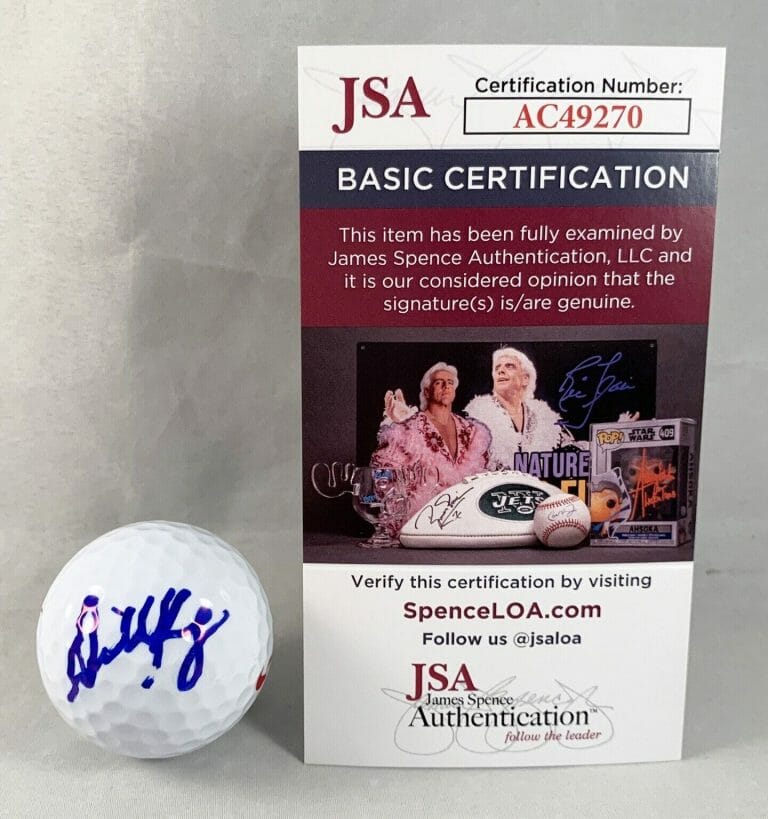 JSA
Certification Number:
AC49270
BASIC CERTIFICATION
This item has been fully examined by
James Spence Authentication, LLC and
it is our considered opinion that the
signature(s) is/are genuine.
NATURE
JETS
POP!
STAR
WARS
409
AHSOKA
Verify this certification by visiting
SpenceLOA.com
Follow us @jsaloa
JSA
James Spence
Authentication™
follow the leader